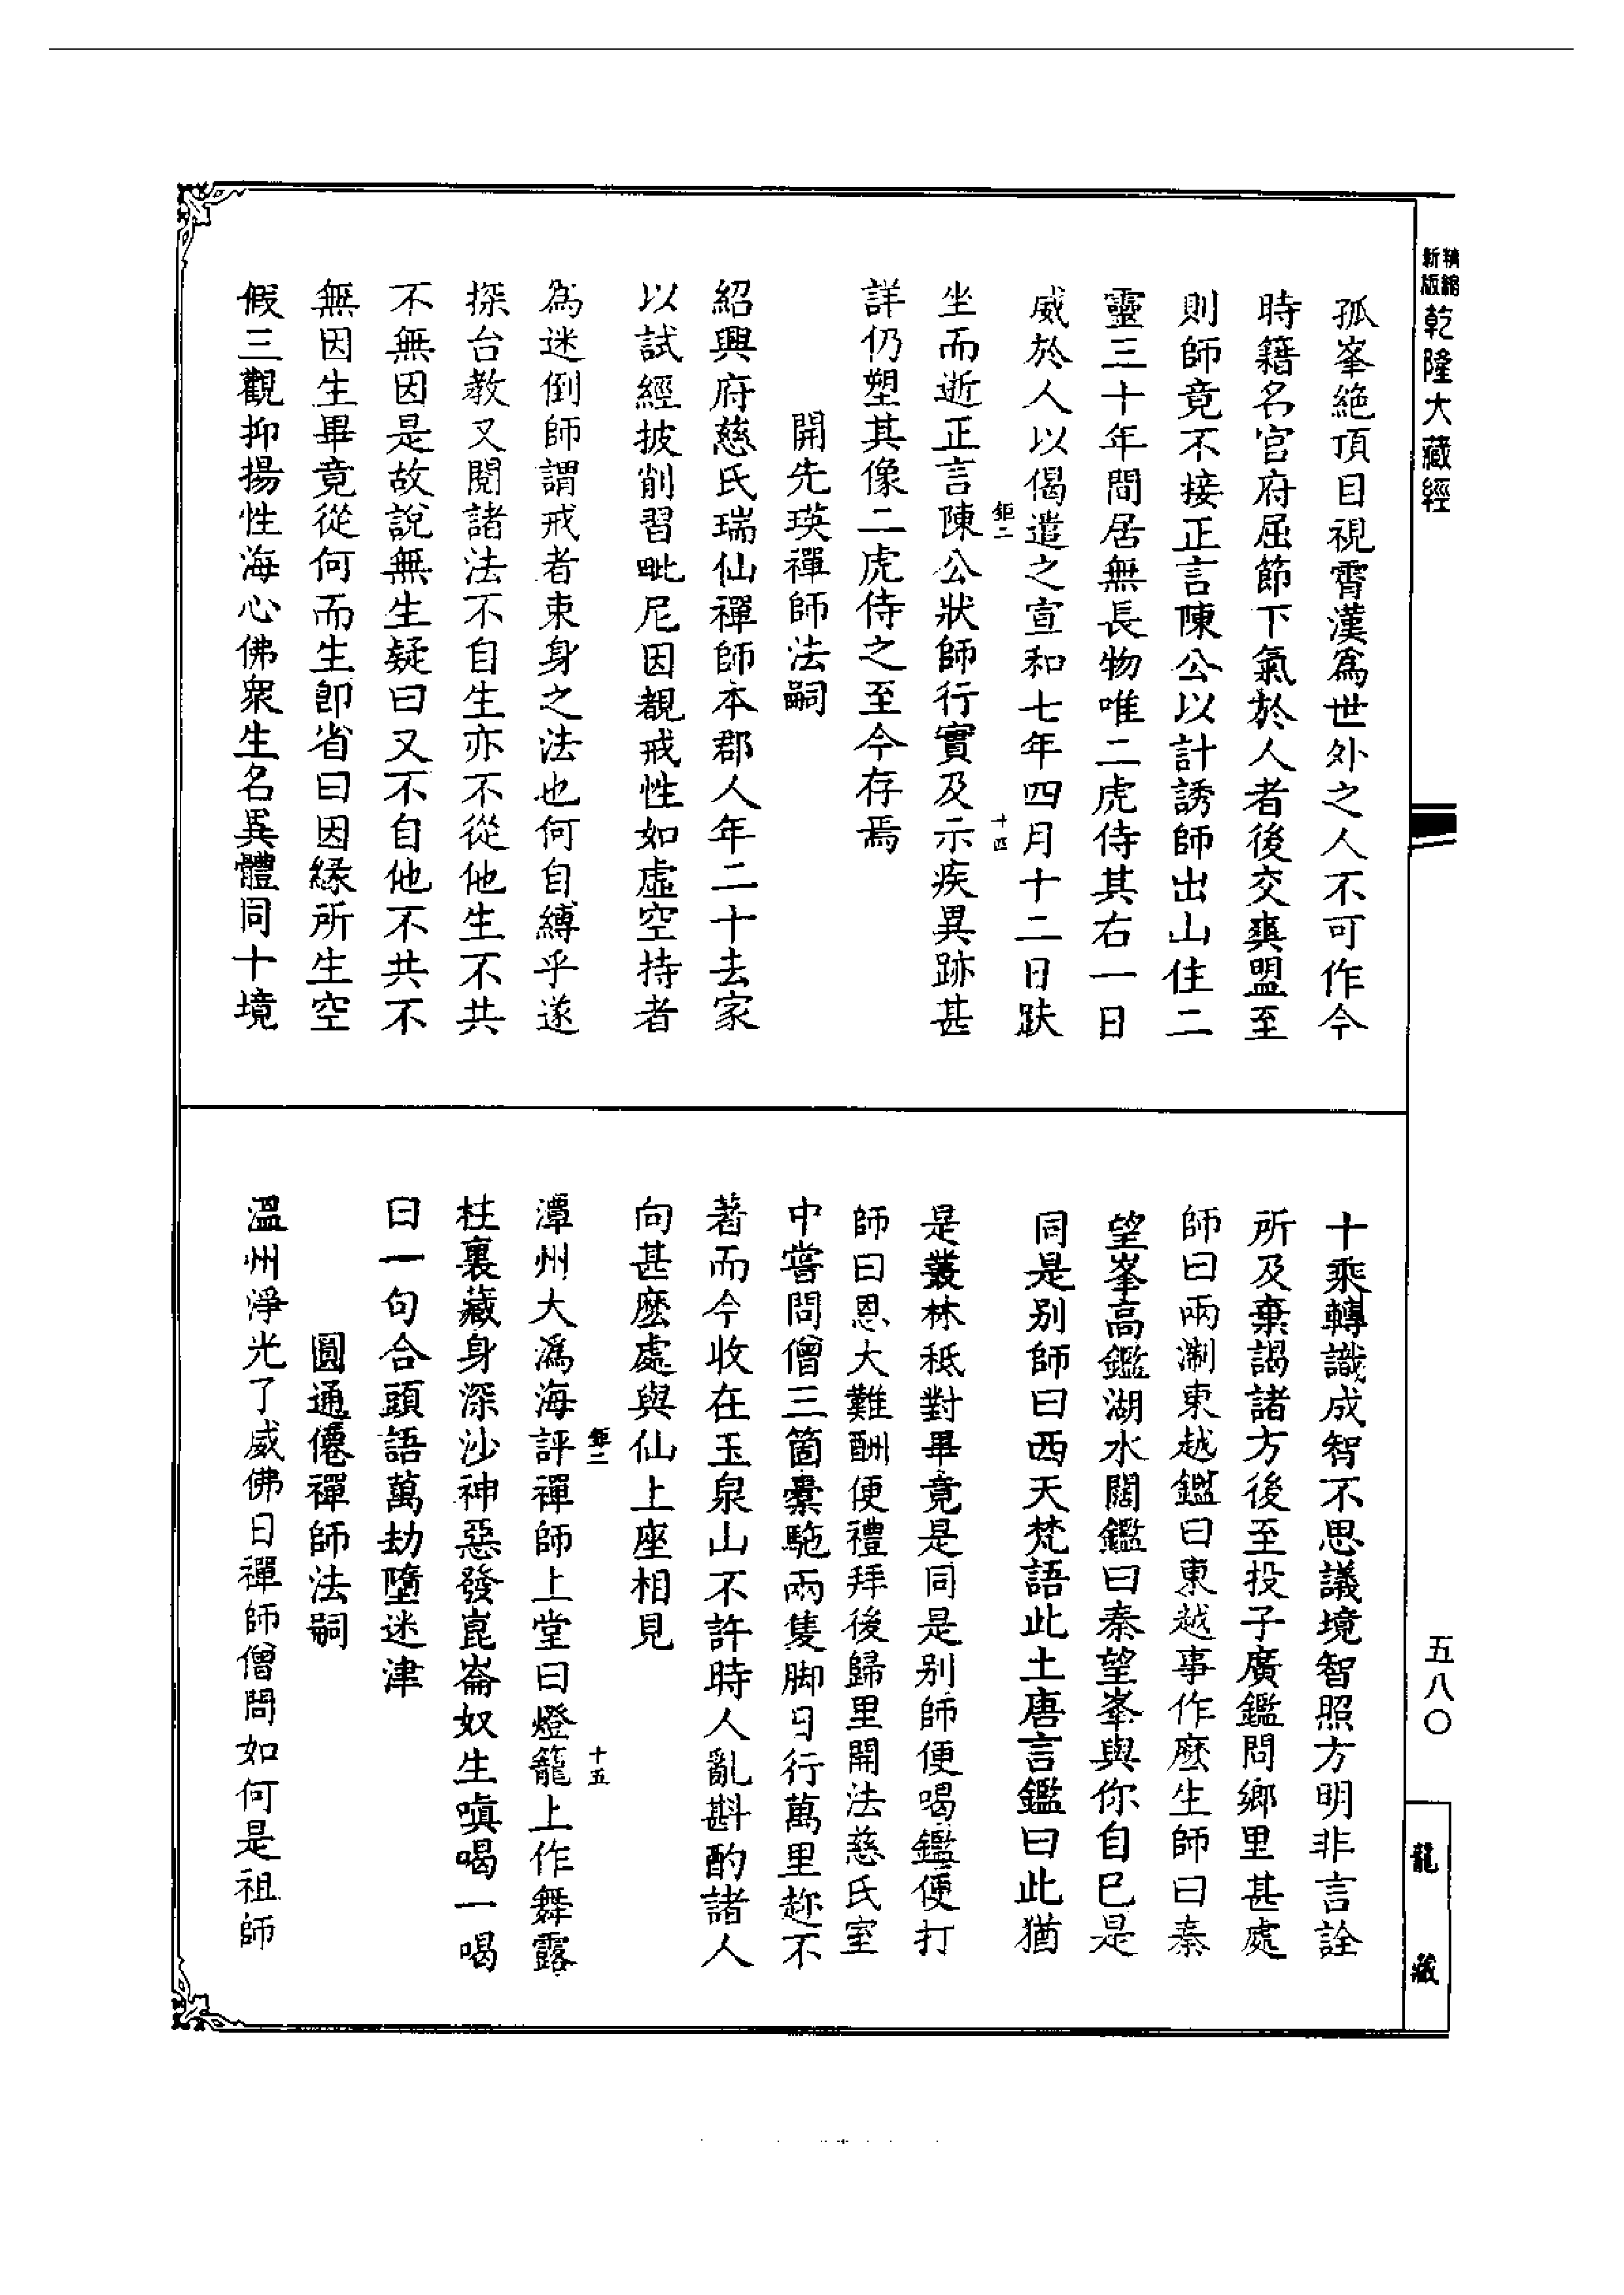 精縮
新版
乾隆大藏經
孤峯絶頂目視霄漢爲世外之人不可作今
時籍名官府屈節下氣於人者後交爽盟至
則師竟不接正言陳公以計誘師出山住二
靈三十年間居無長物唯二虎侍其右一日
威於人以偈遣之宣和七年四月十二日趺
鉅二
十四
坐而逝正言陳公狀師行實及示疾異跡甚
詳仍塑其像二虎侍之至今存焉
開先瑛禪師法嗣
紹興府慈氏瑞仙禪師本郡人年二十去家
以試經披削習毗尼因覩戒性如虛空持者
為迷倒師謂戒者束身之法也何自縛乎遂
探台教又閱諸法不自生亦不從他生不共
不無因是故說無生疑曰又不自他不共不
無因生畢竟從何而生即省曰因緣所生空
假三觀抑揚性海心佛衆生名異體同十境
十乘轉識成智不思議境智照方明非言詮
所及棄謁諸方後至投子廣鑑問鄉里甚處
師曰兩淛東越鑑曰東越事作麽生師曰秦
望峯高鑑湖水闊鑑曰秦望峯與你自已是
同是別師曰西天梵語此土唐言鑑曰此猶
是叢林秪對畢竟是同是別師便喝鑑便打
師曰恩大難酬便禮拜後歸里開法慈氏室
中嘗問僧三箇橐駞兩隻脚日行萬里趂不
著而今收在玉泉山不許時人亂斟酌諸人
向甚麽處與仙上座相見
鉅二
十五
潭州大潙海評禪師上堂曰燈籠上作舞露
柱裏藏身深沙神惡發崑崙奴生嗔喝一喝
曰一句合頭語萬劫墮迷津
圓通僊禪師法嗣
溫州淨光了威佛日禪師僧問如何是祖師
五八〇
龍藏